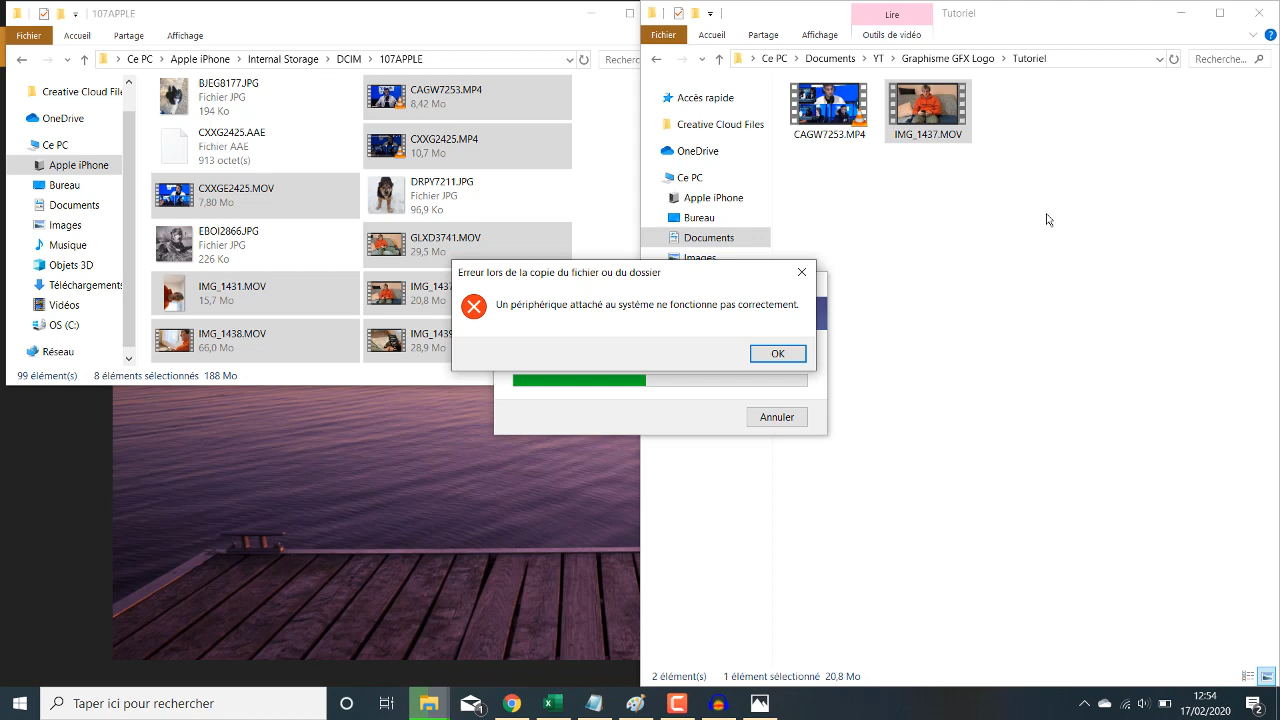 107APPLE
Fichier Accueil Partage Affichage
Ce PC Apple iPhone Internal Storage DCIM 107APPLE
Creative Cloud File
OneDrive
Ce PC
Apple iPhone
Bureau
Documents
Images
Musique
Objets 3D
Téléchargements
Vidéos
OS (C:)
Réseau
BJEG8177.JPG
Fichier JPG
194 Ko
CAGW7253.MP4
8,42 Mo
CXXG2425.AAE
Fichier AAE
913 octet(s)
CXXG2425.MP4
10,7 Mo
CXXGE2425.MOV
7,80 Mo
DRPY7211.JPG
Fichier JPG
96,9 Ko
EBOI2866.JPG
Fichier JPG
226 Ko
GLXD3741.MOV
29,5 Mo
IMG_1431.MOV
15,7 Mo
IMG_1437
20,8 M
IMG_1438.MOV
66,0 Mo
IMG_1439
28,9 M
99 élément(s) 8 éléments sélectionnés 188 Mo
Lire
Tutoriel
Fichier Accueil Partage Affichage Outils de vidéo
Ce PC Documents YT Graphisme GFX Logo Tutoriel
Recherche...
Accès rapide
Creative Cloud Files
OneDrive
Ce PC
Apple iPhone
Bureau
Documents
Images
CAGW7253.MP4
IMG_1437.MOV
2 élément(s) 1 élément sélectionné 20,8 Mo
Erreur lors de la copie du fichier ou du dossier
Un périphérique attaché au système ne fonctionne pas correctement.
OK
Annuler
Taper ici pour rechercher
12:54
17/02/2020
2